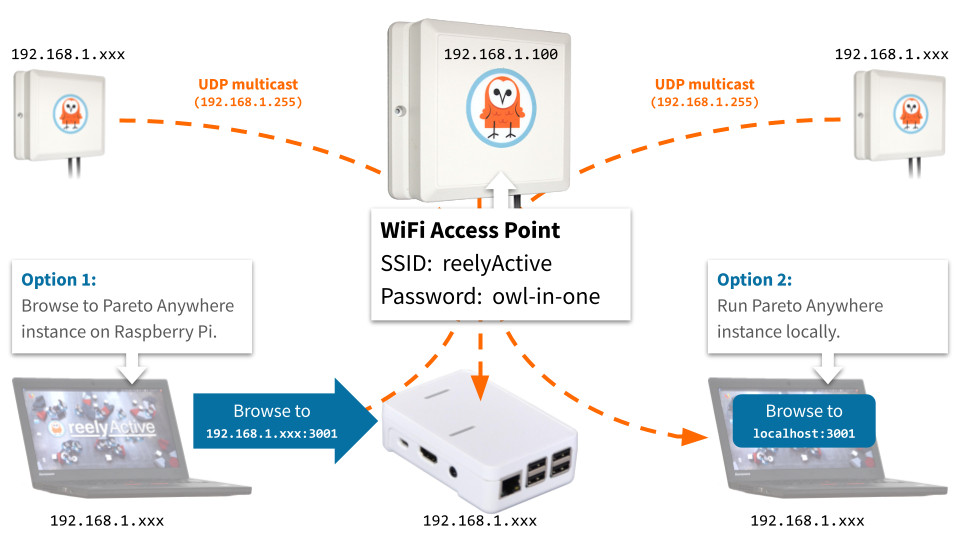 192.168.1.xxx
192.168.1.100
192.168.1.xxx
UDP multicast
(192.168.1.255)
UDP multicast
(192.168.1.255)
WiFi Access Point
SSID: reelyActive
Password: owl-in-one
Option 1:
Browse to Pareto Anywhere
instance on Raspberry Pi.
Option 2:
Run Pareto Anywhere
instance locally.
reelyActive
Browse to
192.168.1.xxx:3001
Browse to
localhost:3001
192.168.1.xxx
192.168.1.xxx
192.168.1.xxx